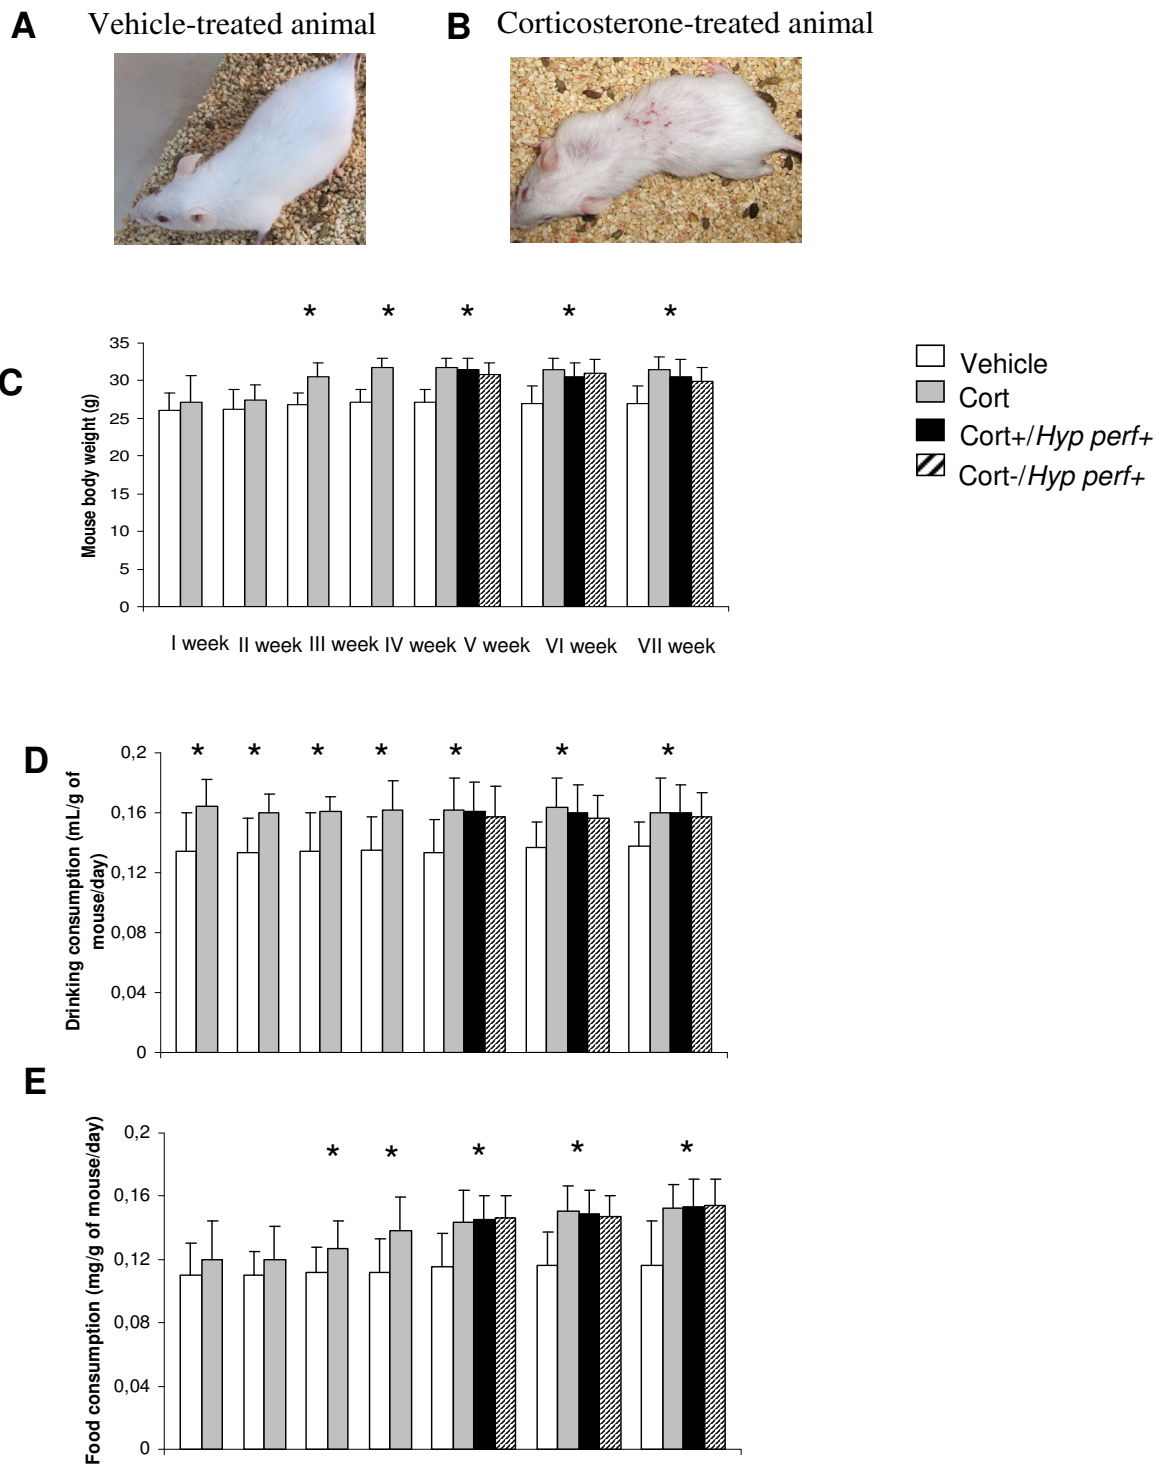 A Vehicle-treated animal B Corticosterone-treated animal
C
* * * * *
Mouse body weight (g)
35
30
25
20
15
10
5
0
I week II week III week IV week V week VI week VII week
Vehicle
Cort
Cort+/Hyp perf+
Cort-/Hyp perf+
D
* * * * * * *
Drinking consumption (mL/g of
mouse/day)
0,2
0,16
0,12
0,08
0,04
0
E
* * * * *
Food consumption (mg/g of mouse/day)
0,2
0,16
0,12
0,08
0,04
0